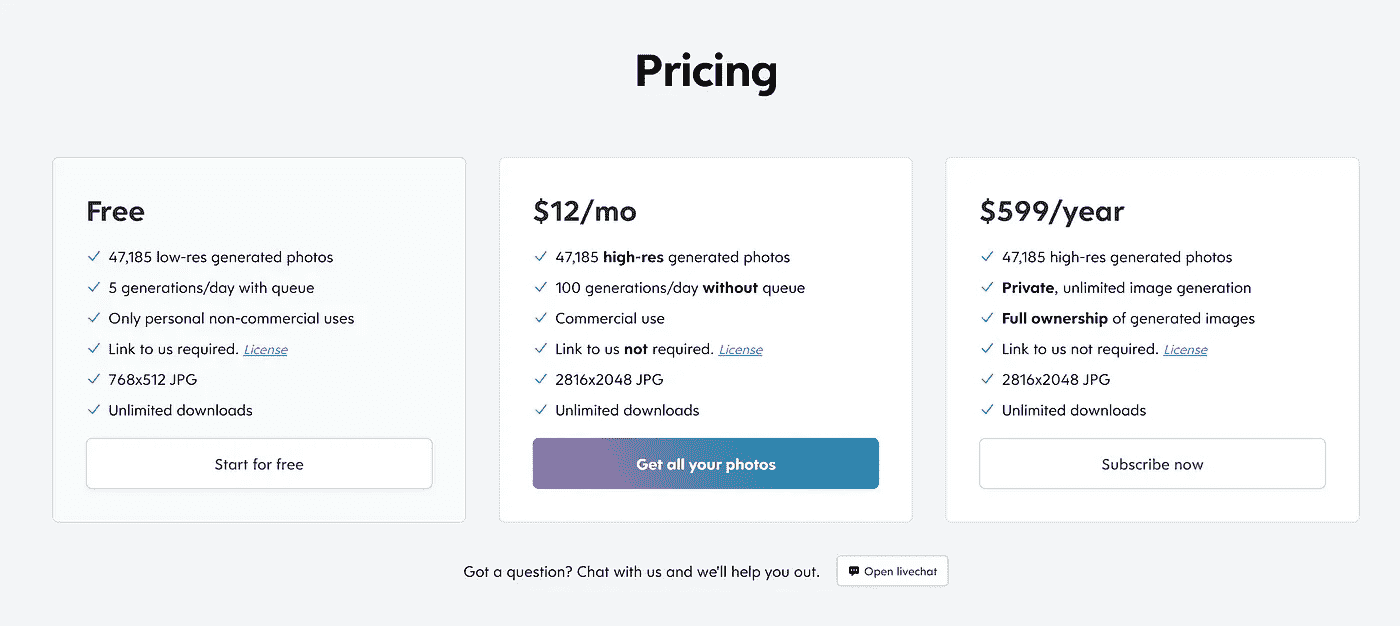 Pricing
Free
47,185 low-res generated photos
5 generations/day with queue
Only personal non-commercial uses
Link to us required. License
768x512 JPG
Unlimited downloads
Start for free
$12/mo
47,185 high-res generated photos
100 generations/day without queue
Commercial use
Link to us not required. License
2816x2048 JPG
Unlimited downloads
Get all your photos
$599/year
47,185 high-res generated photos
Private, unlimited image generation
Full ownership of generated images
Link to us not required. License
2816x2048 JPG
Unlimited downloads
Subscribe now
Got a question? Chat with us and we'll help you out.
Open livechat